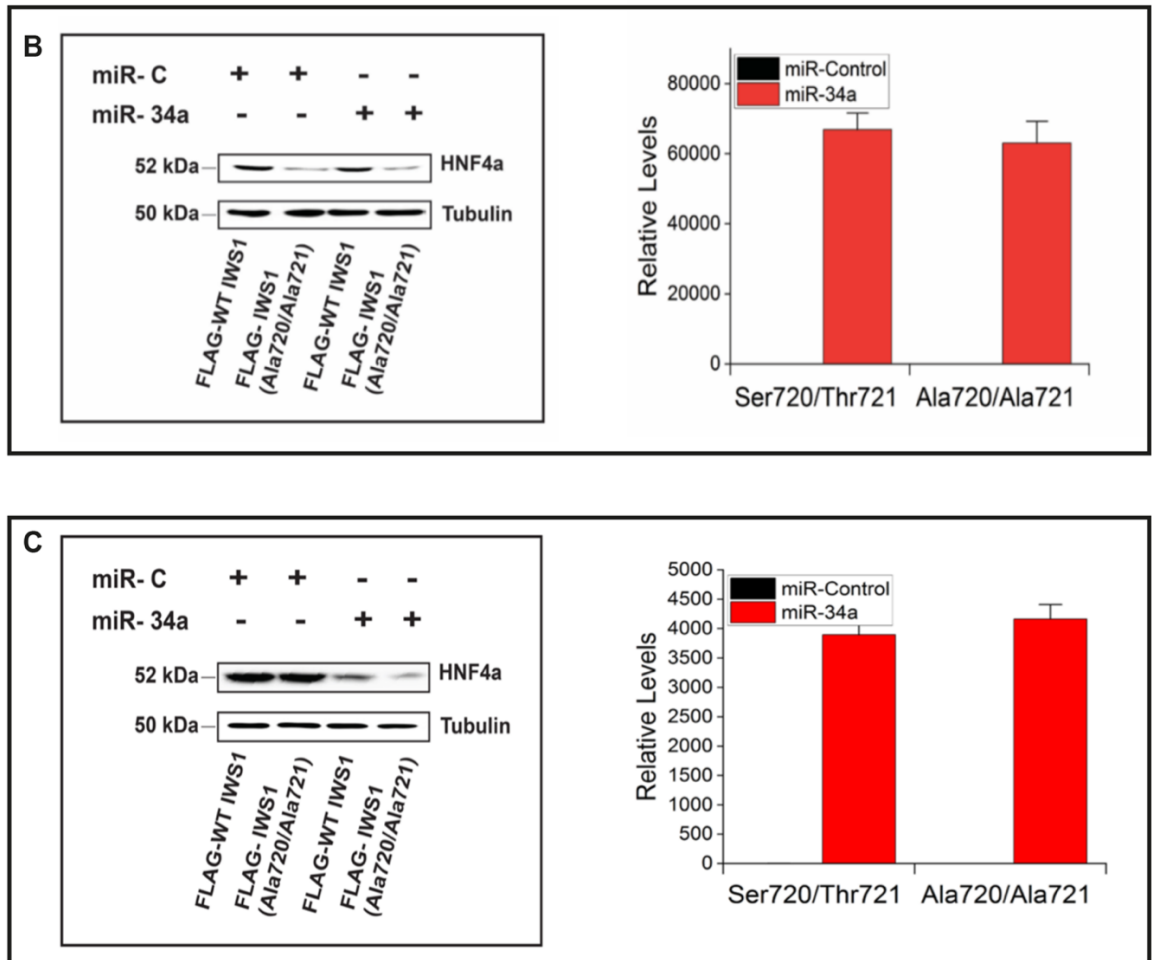 B
miR- C + + - -
miR- 34a - - + +
52 kDa HNF4a
50 kDa Tubulin
FLAG-WT IWS1
FLAG- IWS1
(Ala720/Ala721)
FLAG-WT IWS1
FLAG- IWS1
(Ala720/Ala721)
miR-Control
miR-34a
Relative Levels
80000
60000
40000
20000
0
Ser720/Thr721 Ala720/Ala721
C
miR- C + + - -
miR- 34a - - + +
52 kDa HNF4a
50 kDa Tubulin
FLAG-WT IWS1
FLAG- IWS1
(Ala720/Ala721)
FLAG-WT IWS1
FLAG- IWS1
(Ala720/Ala721)
miR-Control
miR-34a
Relative Levels
5000
4500
4000
3500
3000
2500
2000
1500
1000
500
0
Ser720/Thr721 Ala720/Ala721